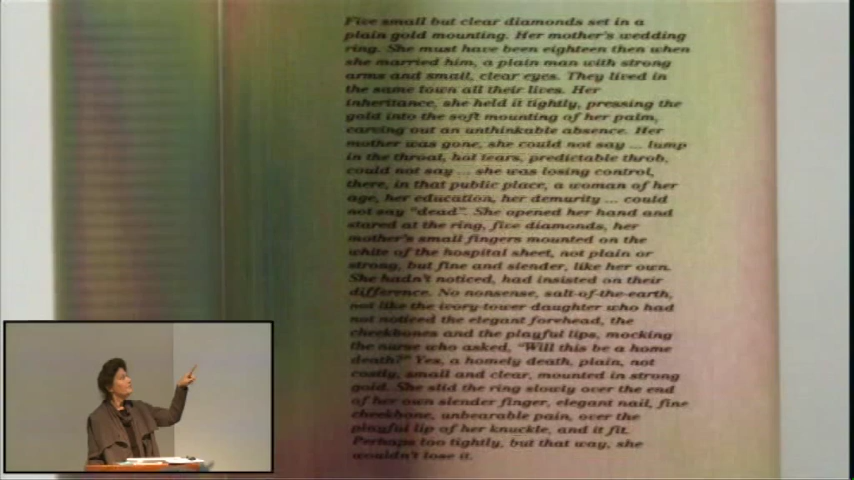 Five small but clear diamonds set in a
plain gold mounting. Her mother's wedding
ring. She must have been eighteen then when
she married him, a plain man with strong
arms and small, clear eyes. They lived in
the same town all their lives. Her
inheritance, she held it tightly, pressing the
gold into the soft mounting of her palm,
carving out an unthinkable absence. Her
mother was gone, she could not say ... lump
in the throat, hot tears, predictable throb,
could not say ... she was losing control,
there, in that public place, a woman of her
age, her education, her demurity ... could
not say "dead". She opened her hand and
stared at the ring, five diamonds, her
mother's small fingers mounted on the
white of the hospital sheet, not plain or
strong, but fine and slender, like her own.
She hadn't noticed, had insisted on their
difference. No nonsense, salt-of-the-earth,
not like the ivory-tower daughter who had
not noticed the elegant forehead, the
cheekbones and the playful lips, mocking
the nurse who asked, "Will this be a home
death?" Yes, a homely death, plain, not
costly, small and clear, mounted in strong
gold. She slid the ring slowly over the end
of her own slender finger, elegant nail, fine
cheekbone, unbearable pain, over the
playful lip of her knuckle, and it fit.
Perhaps too tightly, but that way, she
wouldn't lose it.